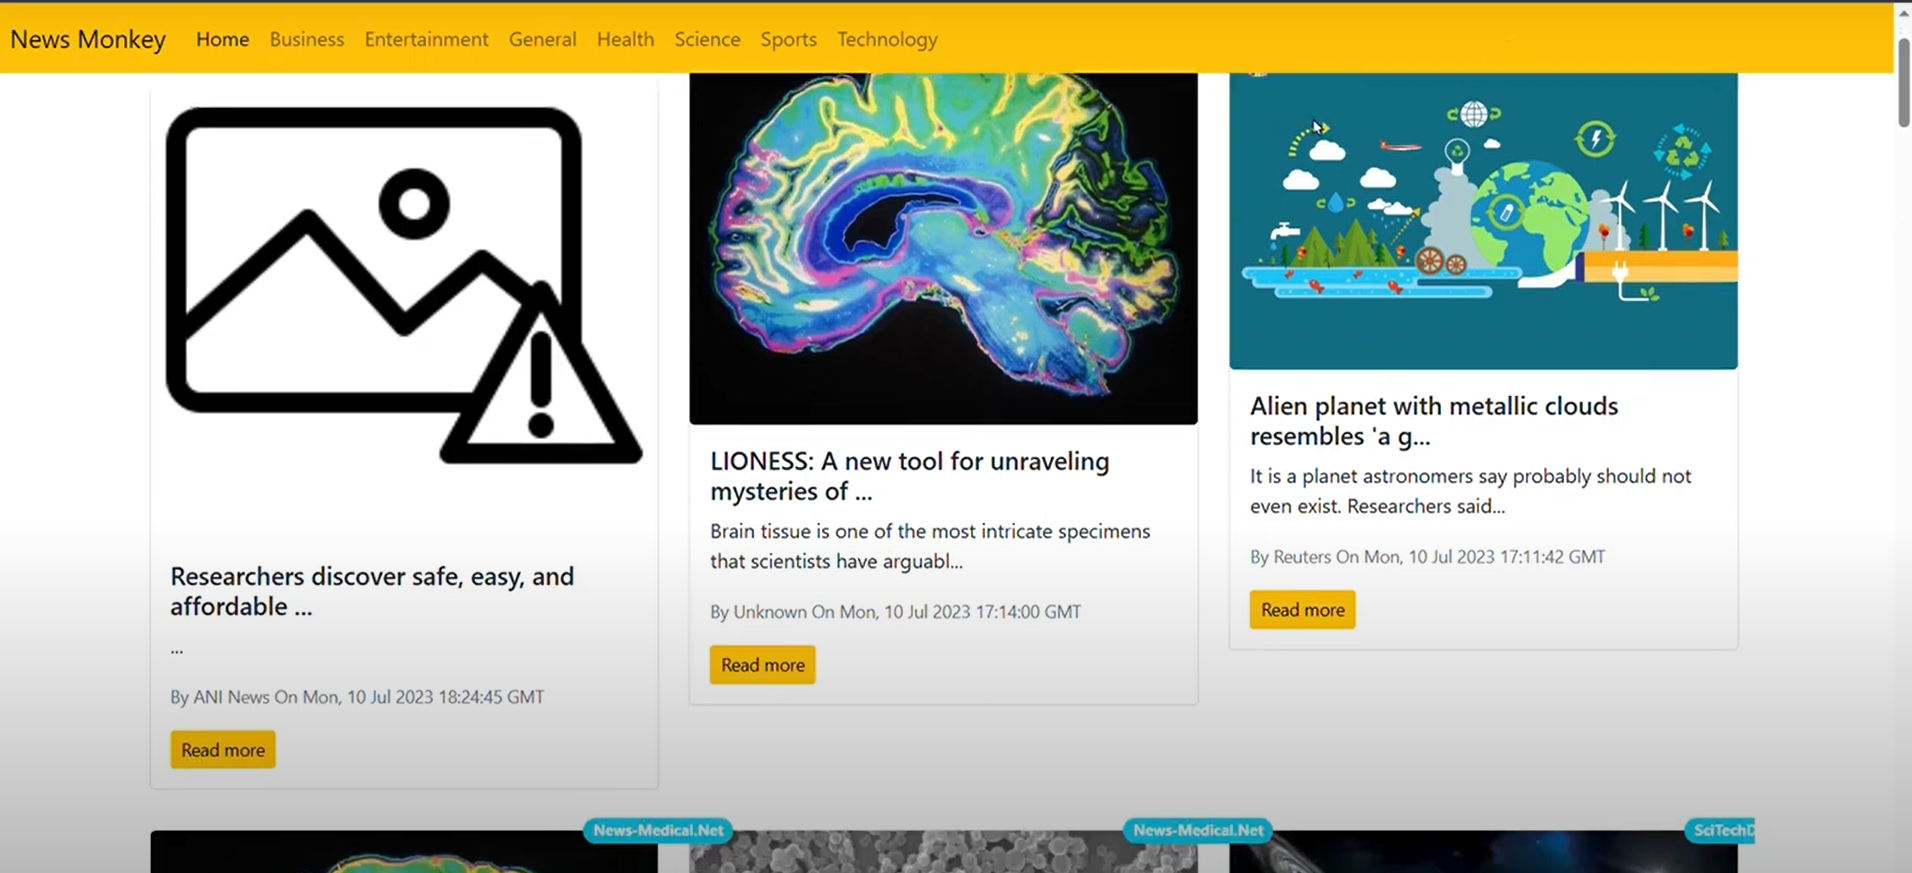 News Monkey Home Business Entertainment General Health Science Sports Technology
Researchers discover safe, easy, and
affordable ...
...
By ANI News On Mon, 10 Jul 2023 18:24:45 GMT
Read more
LIONESS: A new tool for unraveling
mysteries of ...
Brain tissue is one of the most intricate specimens
that scientists have arguabl...
By Unknown On Mon, 10 Jul 2023 17:14:00 GMT
Read more
Alien planet with metallic clouds
resembles 'a g...
It is a planet astronomers say probably should not
even exist. Researchers said...
By Reuters On Mon, 10 Jul 2023 17:11:42 GMT
Read more
News-Medical.Net
News-Medical.Net
SciTechD